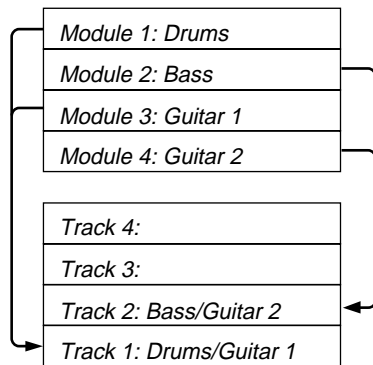 Module 1: Drums
Module 2: Bass
Module 3: Guitar 1
Module 4: Guitar 2
Track 4:
Track 3:
Track 2: Bass/Guitar 2
Track 1: Drums/Guitar 1